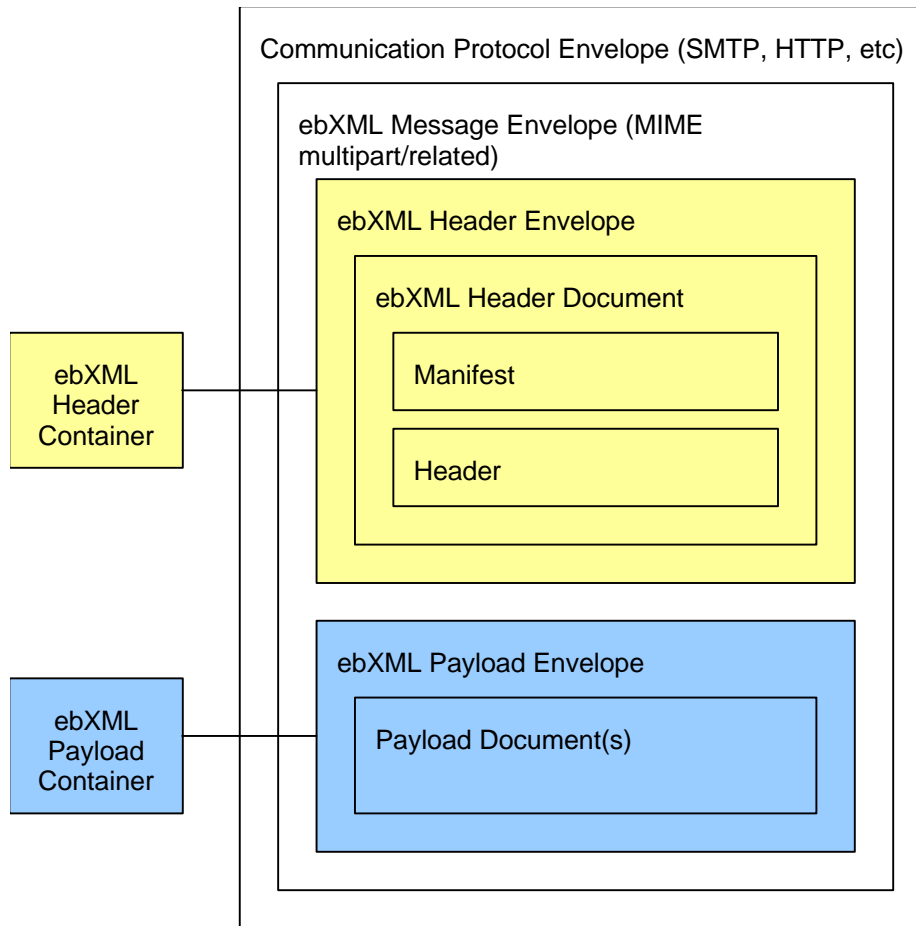 Communication Protocol Envelope (SMTP, HTTP, etc)
ebXML Message Envelope (MIME
multipart/related)
ebXML Header Envelope
ebXML Header Document
Manifest
Header
ebXML
Header
Container
ebXML Payload Envelope
Payload Document(s)
ebXML
Payload
Container